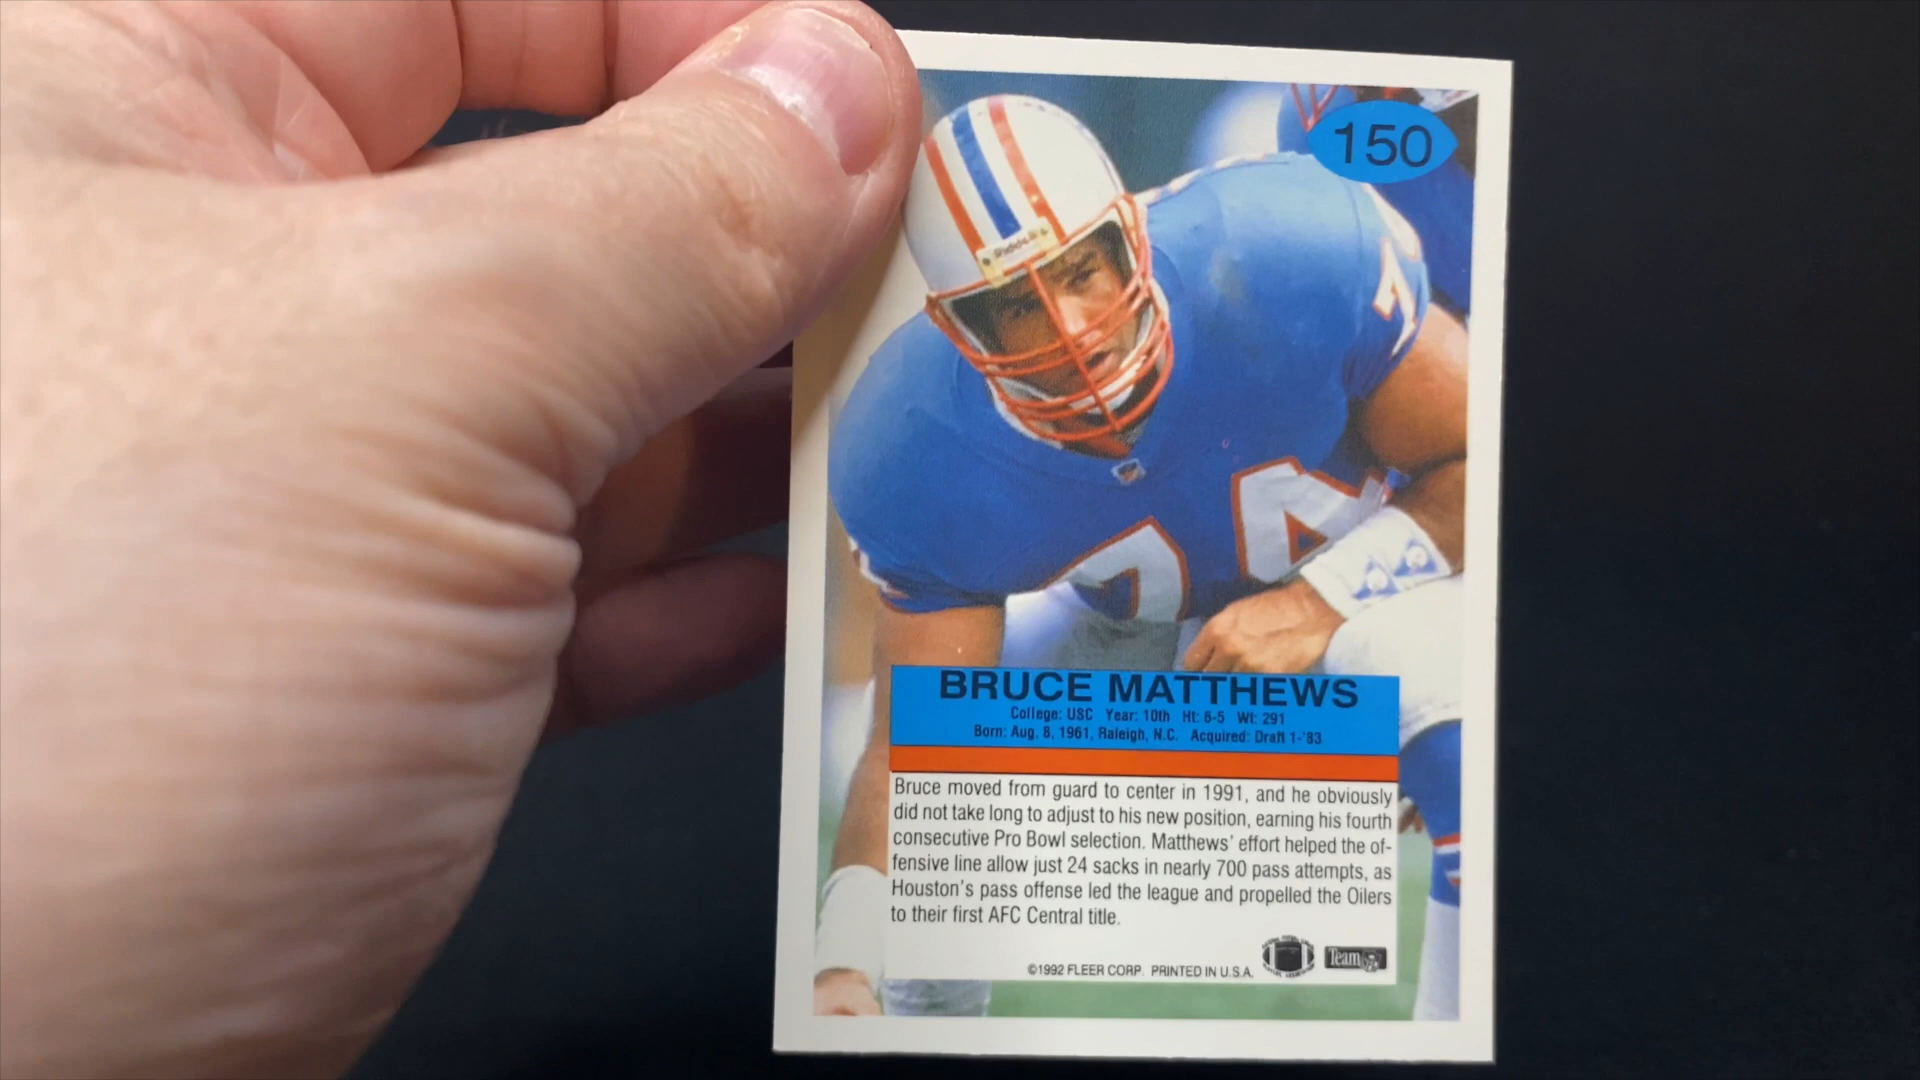 150
Riddell
74
BRUCE MATTHEWS
College: USC Year: 10th Ht: 6-5 Wt: 291
Born: Aug. 8, 1961, Raleigh, N.C. Acquired: Draft 1-'83
Bruce moved from guard to center in 1991, and he obviously
did not take long to adjust to his new position, earning his fourth
consecutive Pro Bowl selection. Matthews' effort helped the of-
fensive line allow just 24 sacks in nearly 700 pass attempts, as
Houston's pass offense led the league and propelled the Oilers
to their first AFC Central title.
©1992 FLEER CORP. PRINTED IN U.S.A.
Team NFL